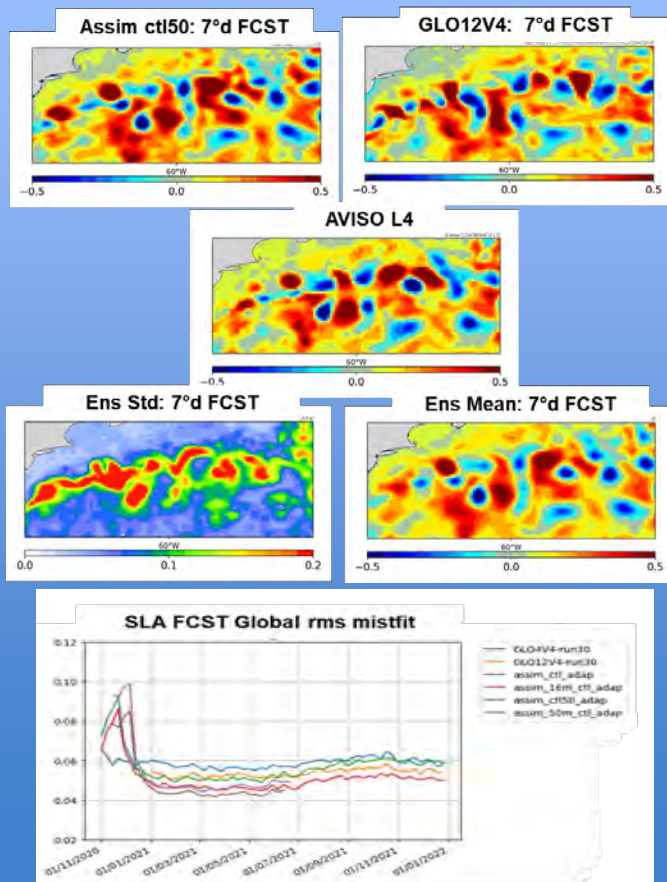 Assim ctl50: 7°d FCST
GLO12V4: 7°d FCST
60°W
60°W
−0.5 0.0 0.5
−0.5 0.0 0.5
AVISO L4
60°W
−0.5 0.0 0.5
Ens Std: 7°d FCST
Ens Mean: 7°d FCST
60°W
60°W
0.0 0.1 0.2
−0.5 0.0 0.5
SLA FCST Global rms mistfit
0.12
0.10
0.08
0.06
0.04
0.02
GLO4V4-run30
GLO12V4-run30
assim_ctl_adap
assim_16m_ctl_adap
assim_ctl50_adap
assim_50m_ctl_adap
01/11/2020
01/01/2021
01/03/2021
01/05/2021
01/07/2021
01/09/2021
01/11/2021
01/01/2022